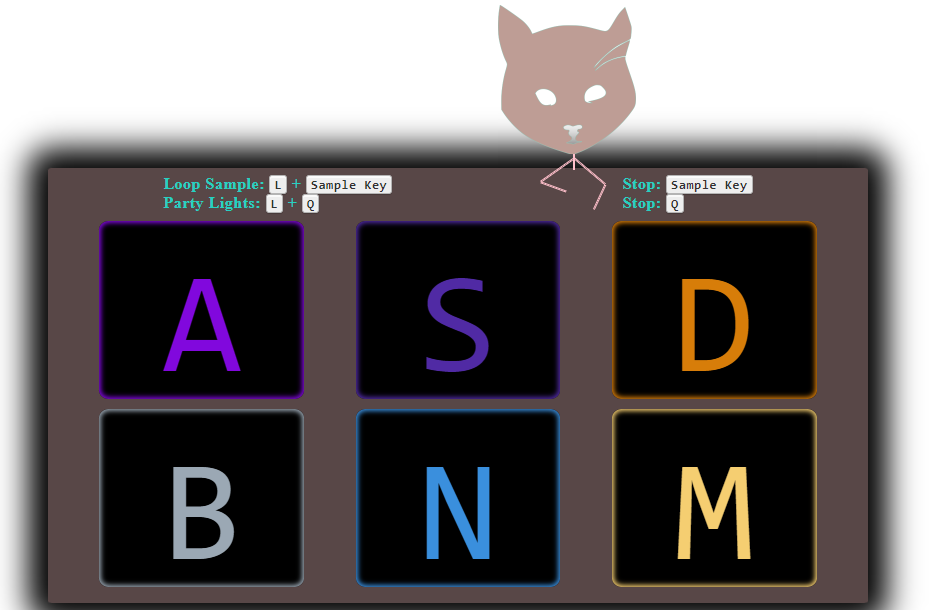 Loop Sample: L + Sample Key
Party Lights: L + Q
Stop: Sample Key
Stop: Q
A S D
B N M